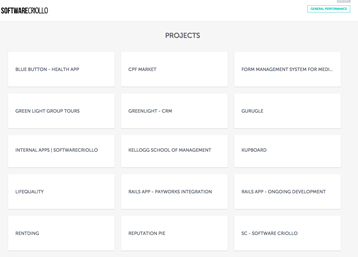 SOFTWARECRIOLLO
GENERAL PERFORMANCE
PROJECTS
BLUE BUTTON - HEALTH APP
CPF MARKET
FORM MANAGEMENT SYSTEM FOR MEDI...
GREEN LIGHT GROUP TOURS
GREENLIGHT - CRM
GURUGLE
INTERNAL APPS | SOFTWARECRIOLLO
KELLOGG SCHOOL OF MANAGEMENT
KUPBOARD
LIFEQUALITY
RAILS APP - PAYWORKS INTEGRATION
RAILS APP - ONGOING DEVELOPMENT
RENTDING
REPUTATION PIE
SC - SOFTWARE CRIOLLO